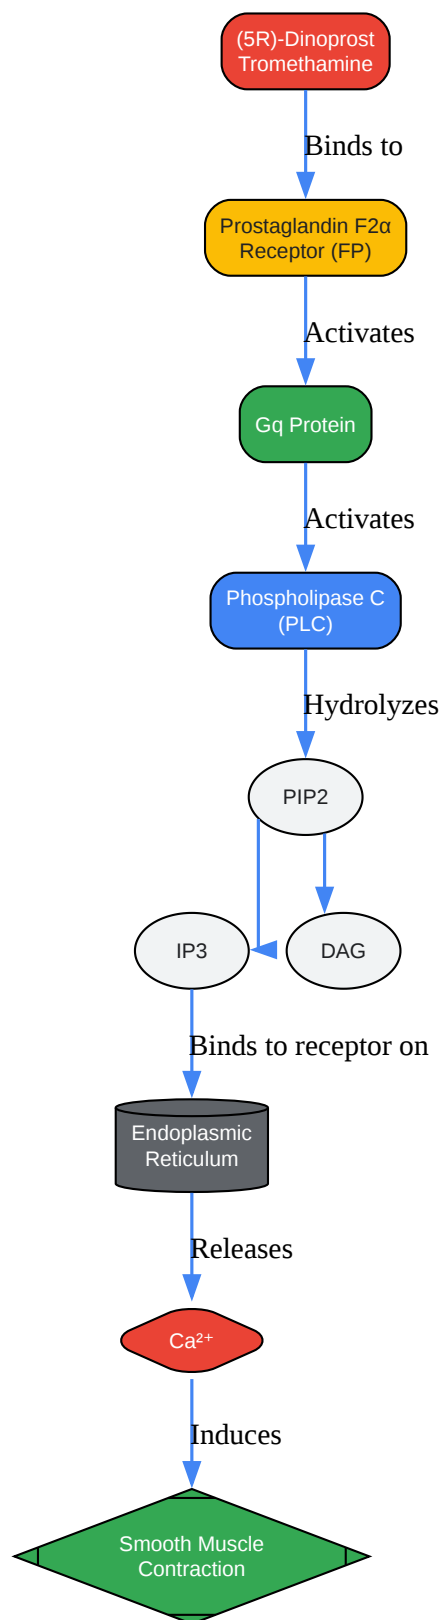 (5R)-Dinoprost
Tromethamine
Binds to
Prostaglandin F2α
Receptor (FP)
Activates
Gq Protein
Activates
Phospholipase C
(PLC)
Hydrolyzes
PIP2
IP3
DAG
Binds to receptor on
Endoplasmic
Reticulum
Releases
Ca²⁺
Induces
Smooth Muscle
Contraction